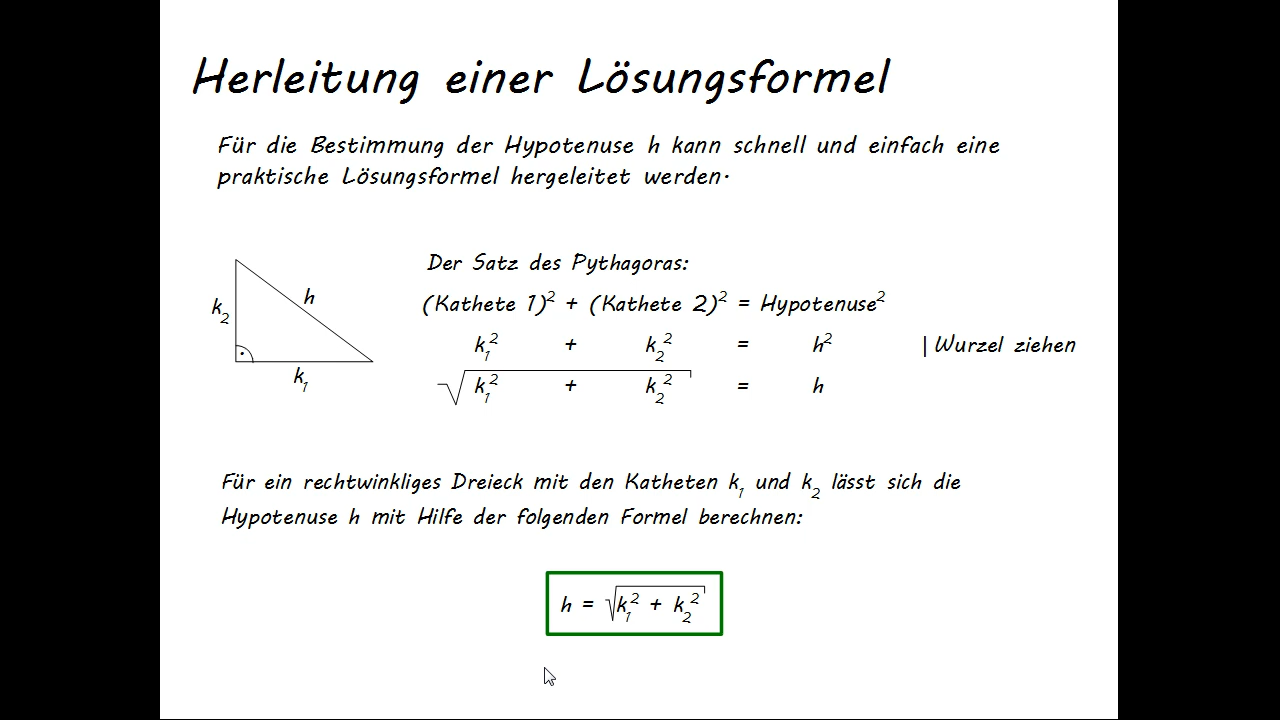 Herleitung einer Lösungsformel
Für die Bestimmung der Hypotenuse h kann schnell und einfach eine
praktische Lösungsformel hergeleitet werden.
Der Satz des Pythagoras:
(Kathete 1)² + (Kathete 2)² = Hypotenuse²
k₁² + k₂² = h² | Wurzel ziehen
√(k₁² + k₂²) = h
k₂
h
k₁
Für ein rechtwinkliges Dreieck mit den Katheten k₁ und k₂ lässt sich die
Hypotenuse h mit Hilfe der folgenden Formel berechnen:
h = √(k₁² + k₂²)